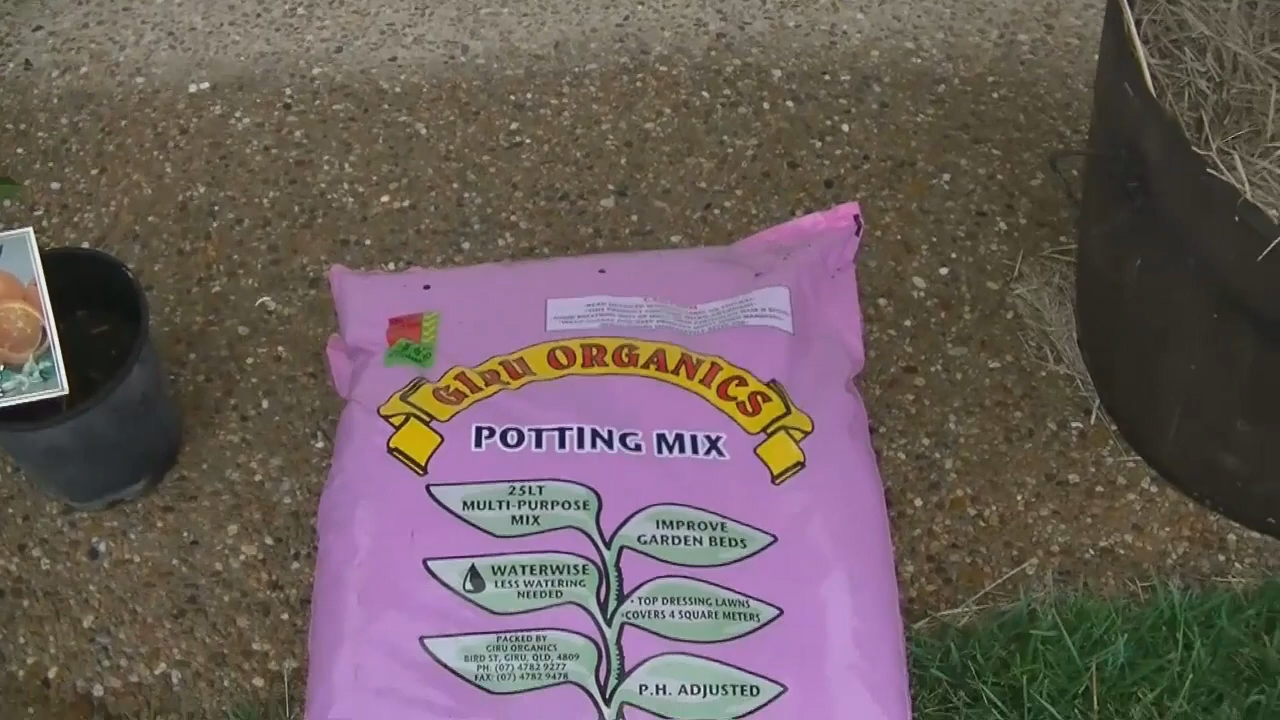 GIRU ORGANICS
POTTING MIX
25LT
MULTI-PURPOSE
MIX
IMPROVE
GARDEN BEDS
WATERWISE
LESS WATERING
NEEDED
• TOP DRESSING LAWNS
COVERS 4 SQUARE METERS
PACKED BY
GIRU ORGANICS
BIRD ST, GIRU, QLD, 4809
PH: (07) 4782 9277
FAX: (07) 4782 9478
P.H. ADJUSTED